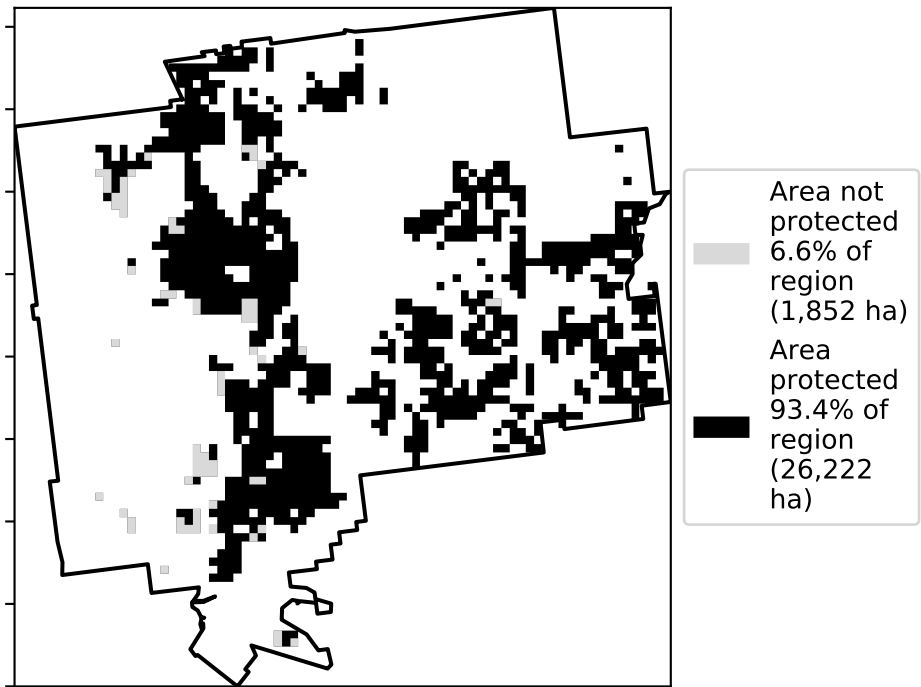 Area not
protected
6.6% of
region
(1,852 ha)
Area
protected
93.4% of
region
(26,222
ha)